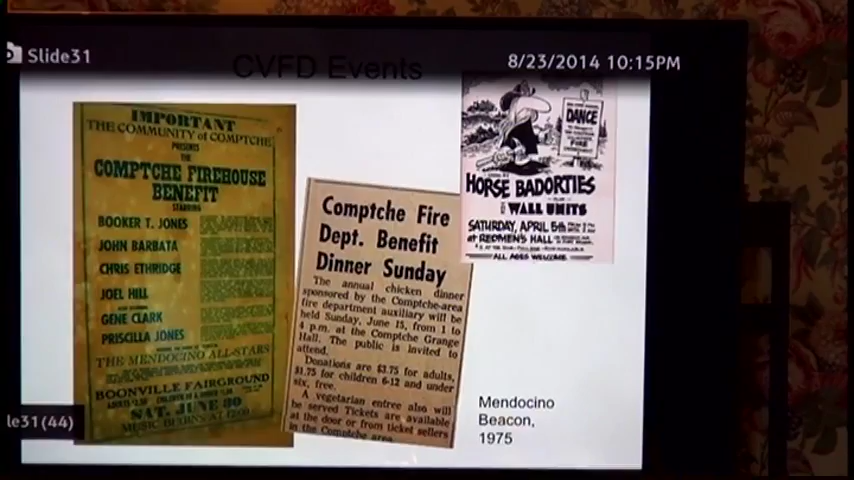 Slide31
8/23/2014 10:15PM
CVFD Events
IMPORTANT
THE COMMUNITY of COMPTCHE
PRESENTS
THE
COMPTCHE FIREHOUSE
BENEFIT
STARRING
BOOKER T. JONES
JOHN BARBATA
CHRIS ETHRIDGE
JOEL HILL
GENE CLARK
PRISCILLA JONES
THE MENDOCINO ALL-STARS
BOONVILLE FAIRGROUND
SAT. JUNE 30
MUSIC BEGINS AT
Comptche Fire
Dept. Benefit
Dinner Sunday
The annual chicken dinner
sponsored by the Comptche-area
fire department auxiliary will be
held Sunday, June 15, from 1 to
4 p.m. at the Comptche Grange
Hall. The public is invited to
attend.
Donations are $3.75 for adults,
$1.75 for children 6-12 and under
six, free.
A vegetarian entree also will
be served Tickets are available
at the door or from ticket sellers
in the Comptche area.
DANCE
FIRE
HORSE BADORTIES
WALL UNITS
SATURDAY, APRIL 5th
at REDMEN'S HALL
ALL AGES WELCOME
Mendocino
Beacon,
1975
le31(44)